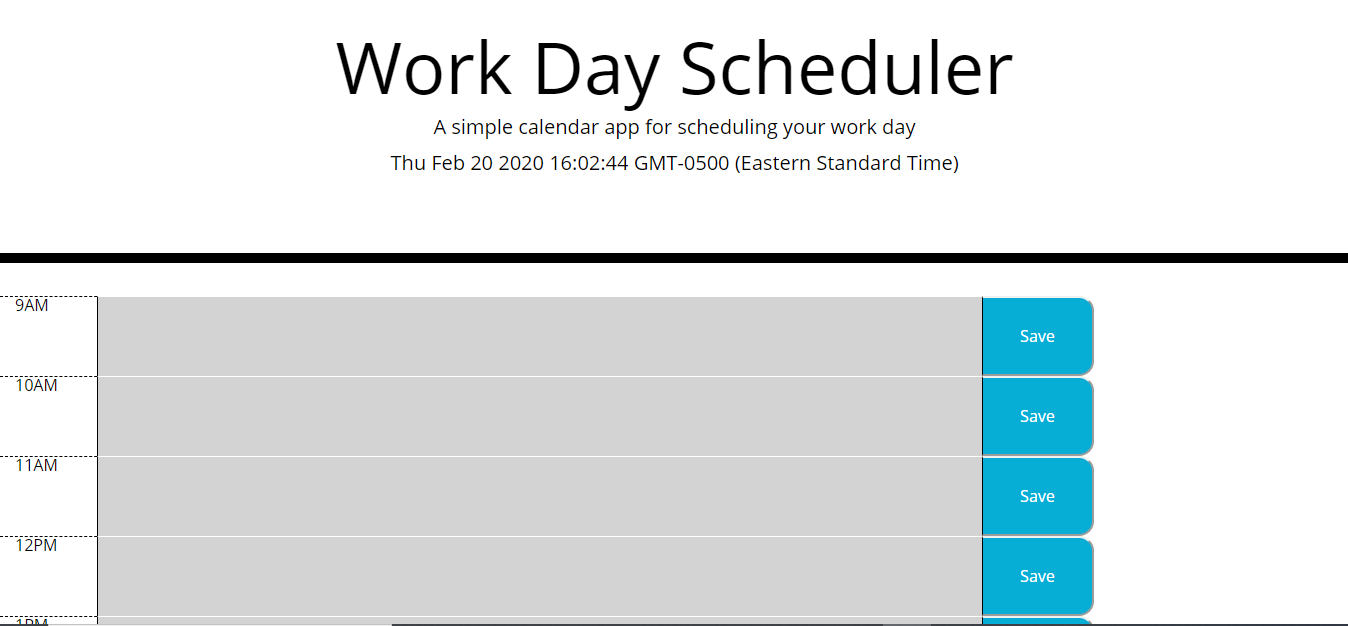 Work Day Scheduler
A simple calendar app for scheduling your work day
Thu Feb 20 2020 16:02:44 GMT-0500 (Eastern Standard Time)
9AM
Save
10AM
Save
11AM
Save
12PM
Save
1PM